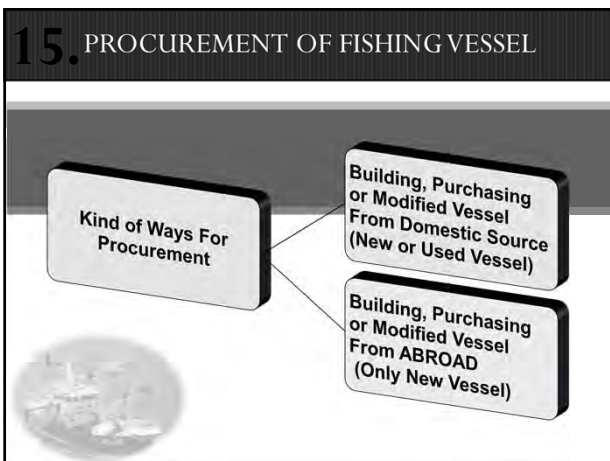 15. PROCUREMENT OF FISHING VESSEL
Kind of Ways For
Procurement
Building, Purchasing
or Modified Vessel
From Domestic Source
(New or Used Vessel)
Building, Purchasing
or Modified Vessel
From ABROAD
(Only New Vessel)